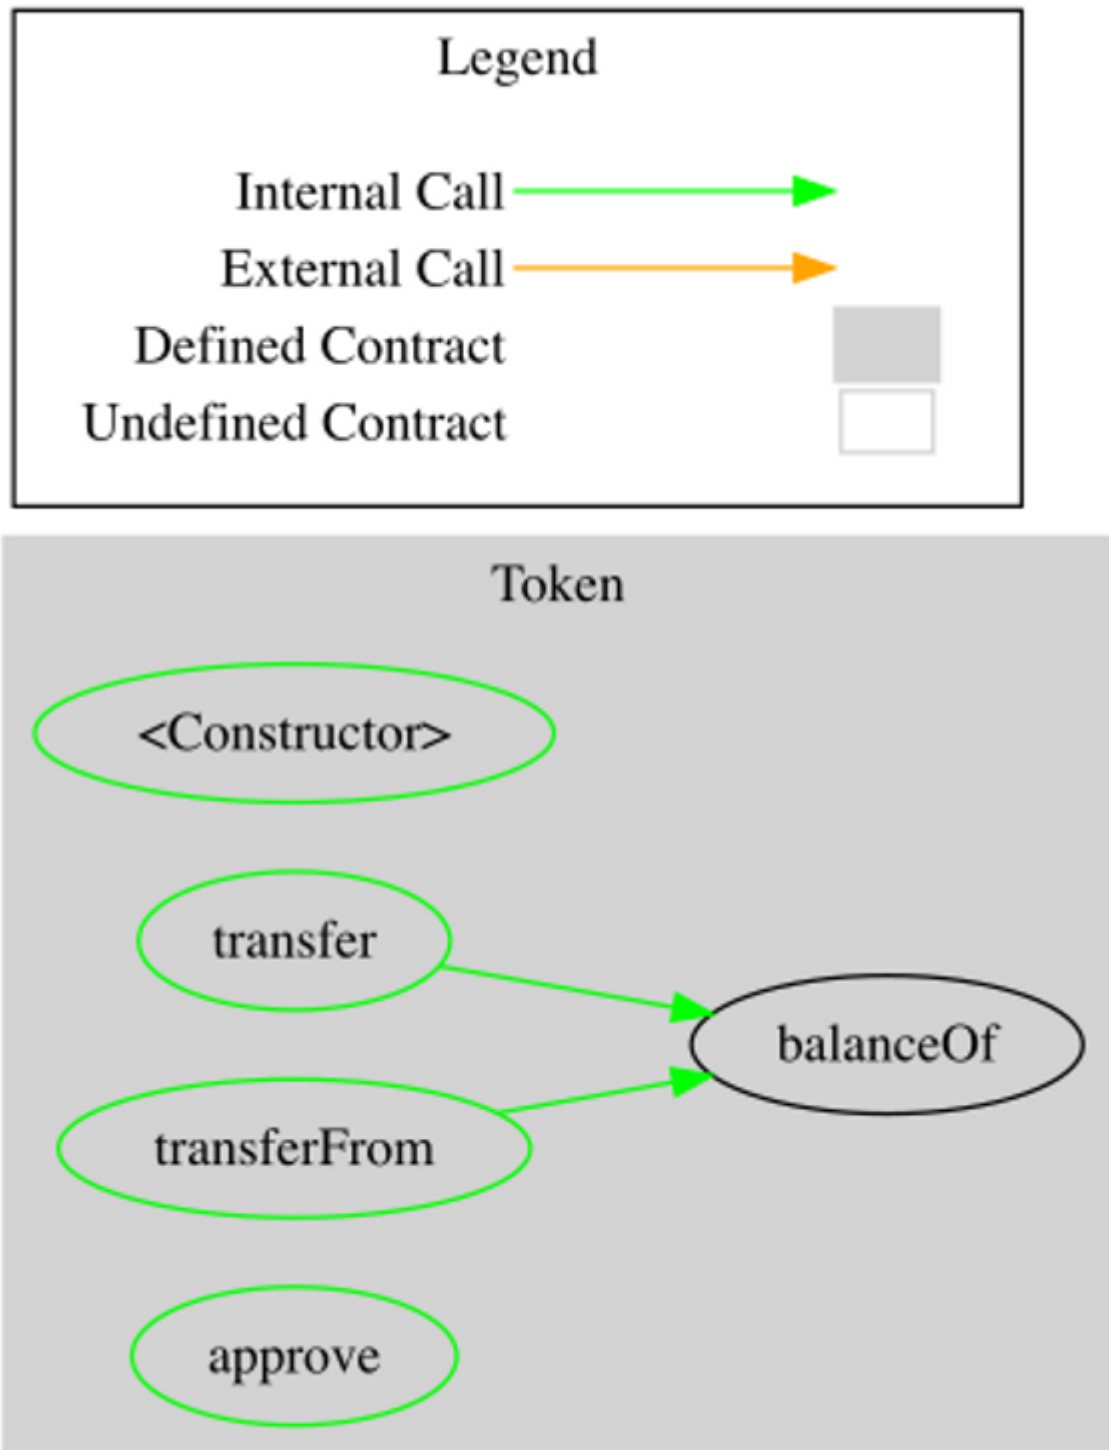 Legend
Internal Call
External Call
Defined Contract
Undefined Contract
Token
<Constructor>
transfer
balanceOf
transferFrom
approve